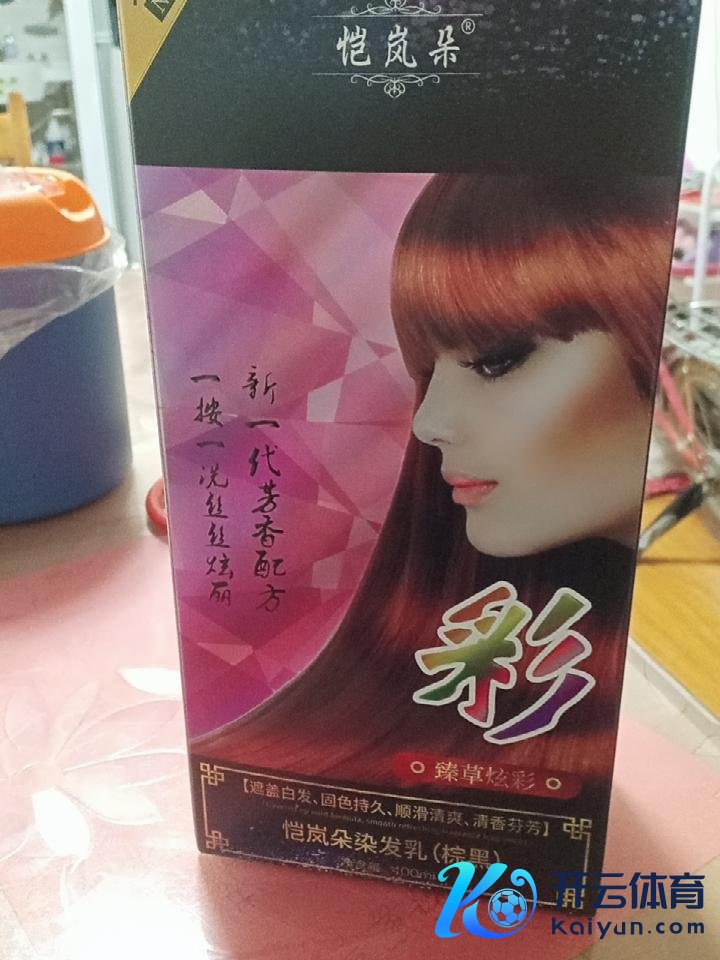 恺岚朵®
新一代芳香配方
一按一洗丝丝炫丽
彩
臻草炫彩
【遮盖白发、固色持久、顺滑清爽、清香芬芳】
恺岚朵染发乳(棕黑)
开云体育
Kaiyun.com